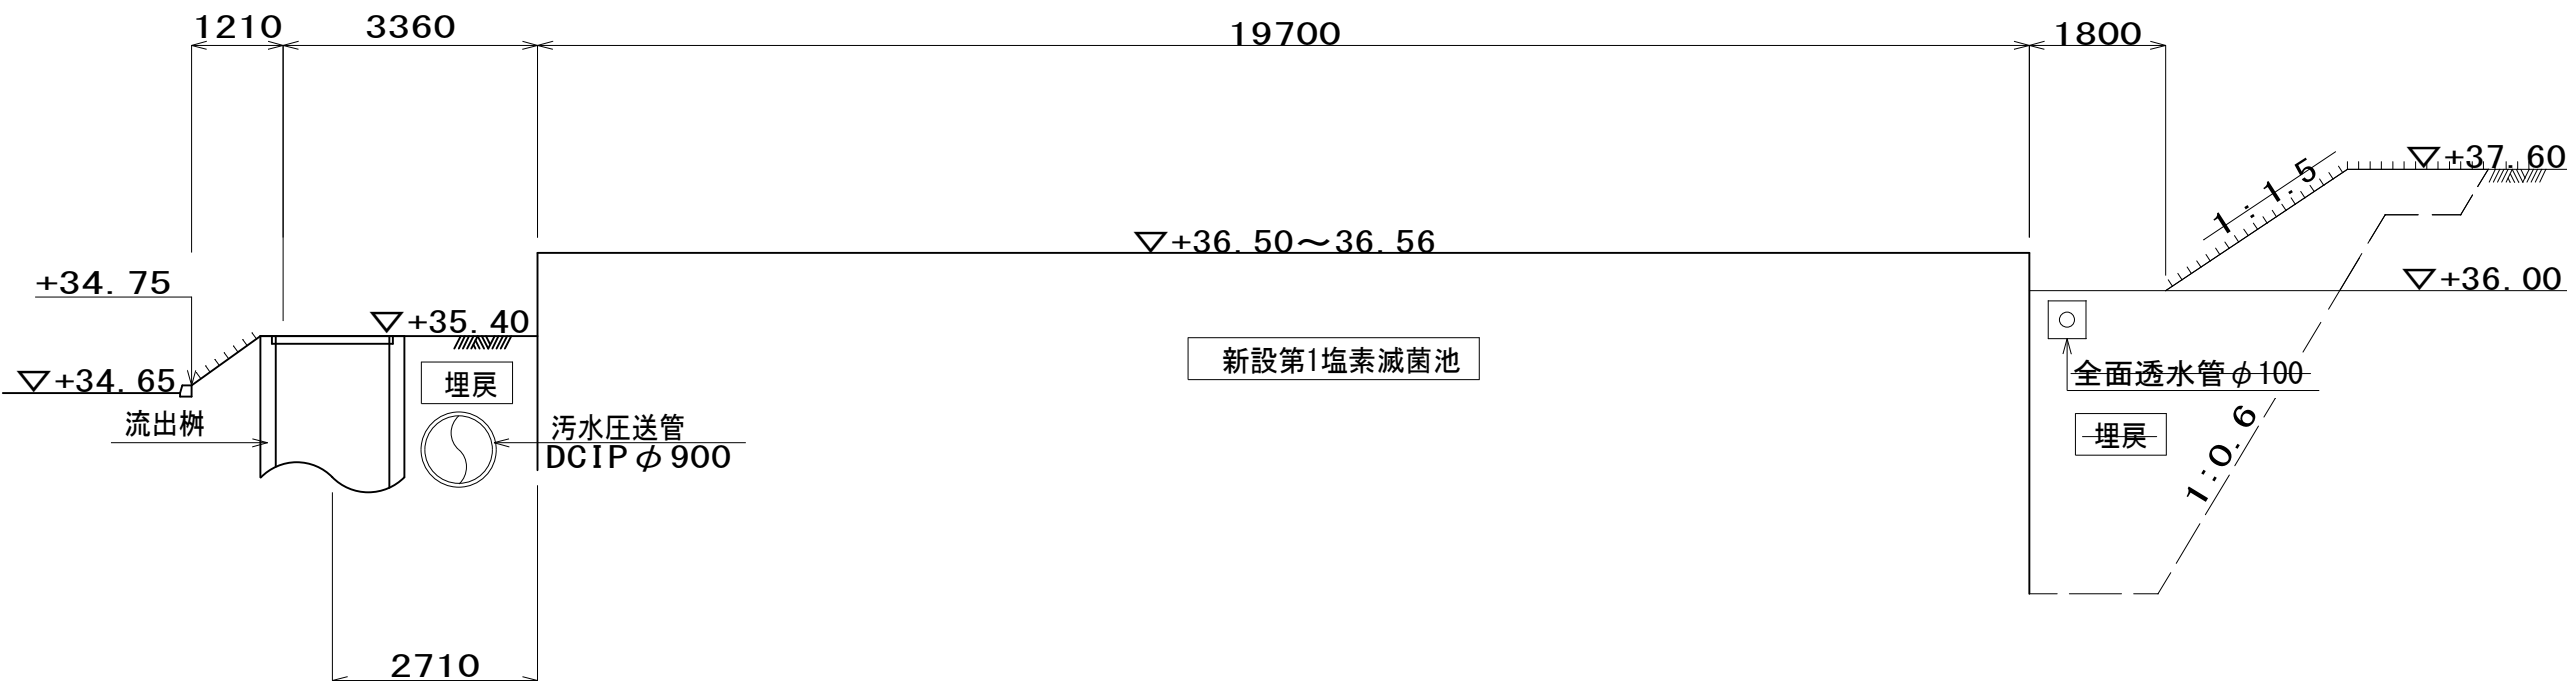 1210
3360
19700
1800
1:1.5
▽+37.60
▽+36.50～36.56
+34.75
▽+36.00
▽+35.40
新設第1塩素滅菌池
▽+34.65
埋戻
全面透水管φ100
流出桝
汚水圧送管
DCIPφ900
埋戻
1:0.6
2710